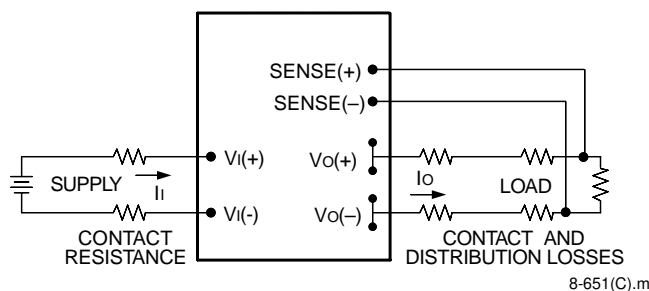 SENSE(+)
SENSE(–)
SUPPLY
II
VI(+)
VO(+)
IO
LOAD
VI(-)
VO(–)
CONTACT
RESISTANCE
CONTACT AND
DISTRIBUTION LOSSES
8-651(C).m